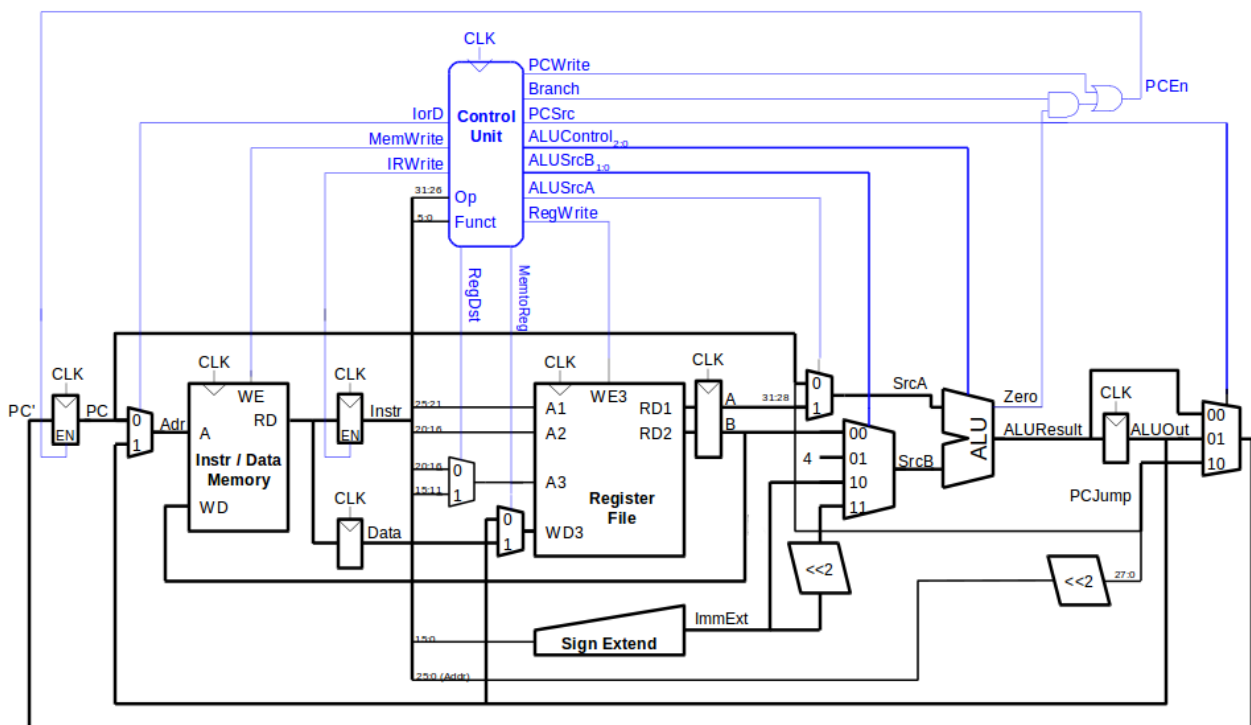 CLK
PCWrite
Branch
PCEn
IorD
Control
Unit
PCSrc
MemWrite
ALUControl 2:0
IRWrite
ALUSrcB 1:0
31:26
Op
ALUSrcA
5:0
Funct
RegWrite
RegDst
MemtoReg
CLK
CLK
CLK
CLK
CLK
WE
WE3
CLK
PC'
PC
EN
0
1
Adr
A
RD
Instr / Data
Memory
WD
EN
Instr
25:21
A1
20:16
A2
RD1
RD2
A
B
31:28
0
1
SrcA
00
4
01
10
11
SrcB
ALU
Zero
ALUResult
CLK
ALUOut
00
01
10
20:16
15:11
0
1
A3
Register
File
WD3
CLK
Data
0
1
PCJump
<<2
<<2
27:0
15:0
Sign Extend
ImmExt
25:0 (Addr)